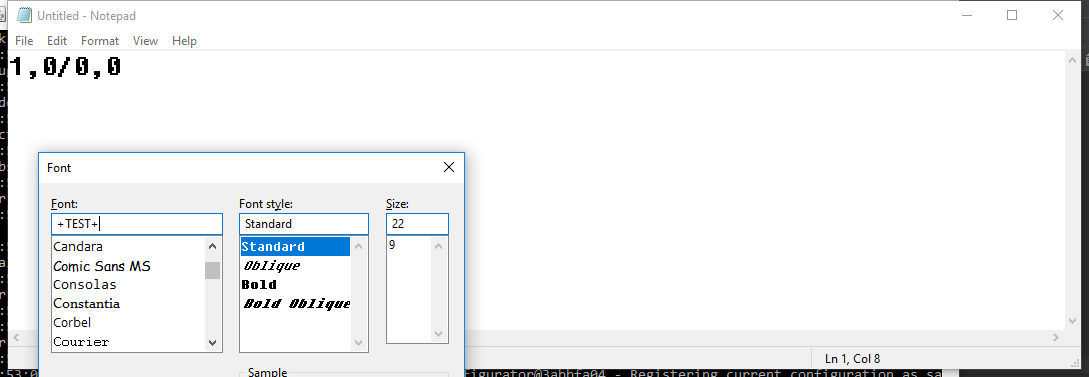 Untitled - Notepad
File Edit Format View Help
1,0/0,0
Font
Font: Font style: Size:
+TEST+ Standard 22
Candara Standard 9
Comic Sans MS Oblique
Consolas Bold
Constantia Bold Oblique
Corbel
Courier
Ln 1, Col 8
Sample
:53:0 figurator@3abbfa04 - Registering current configuration as sa